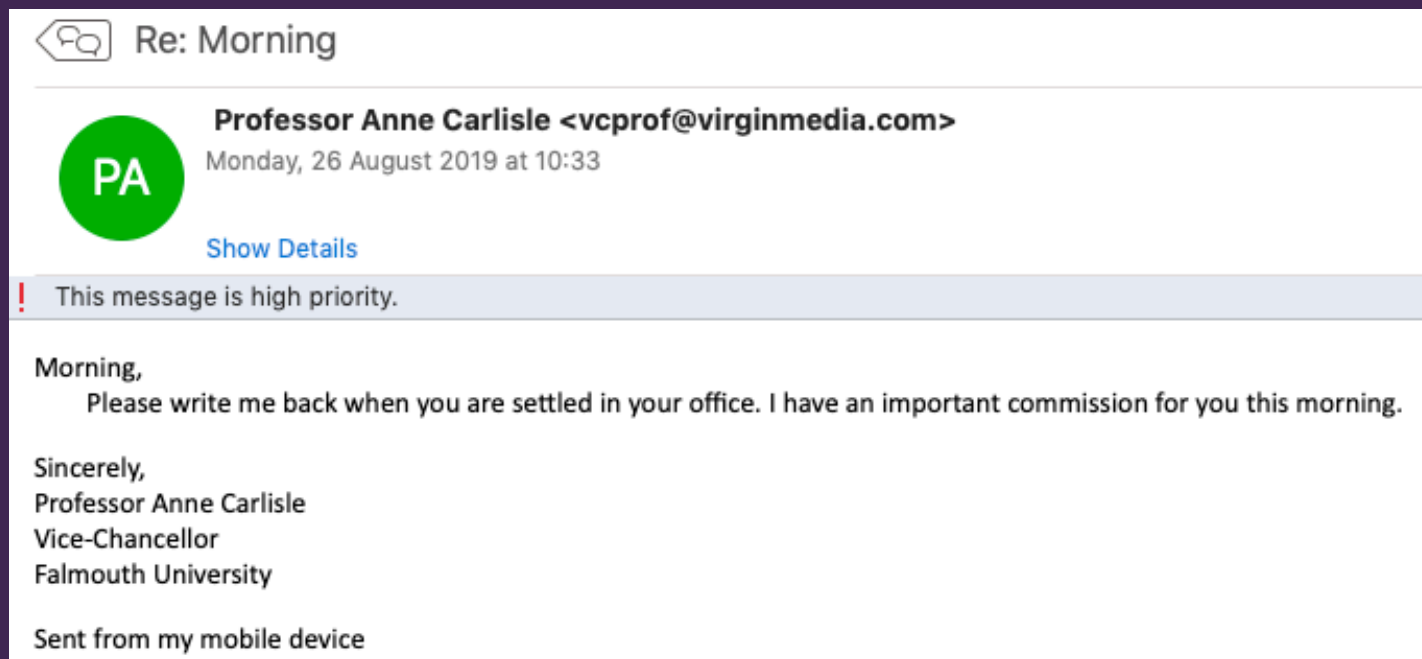 Re: Morning
Professor Anne Carlisle <vcprof@virginmedia.com>
PA
Monday, 26 August 2019 at 10:33
Show Details
! This message is high priority.
Morning,
Please write me back when you are settled in your office. I have an important commission for you this morning.
Sincerely,
Professor Anne Carlisle
Vice-Chancellor
Falmouth University
Sent from my mobile device